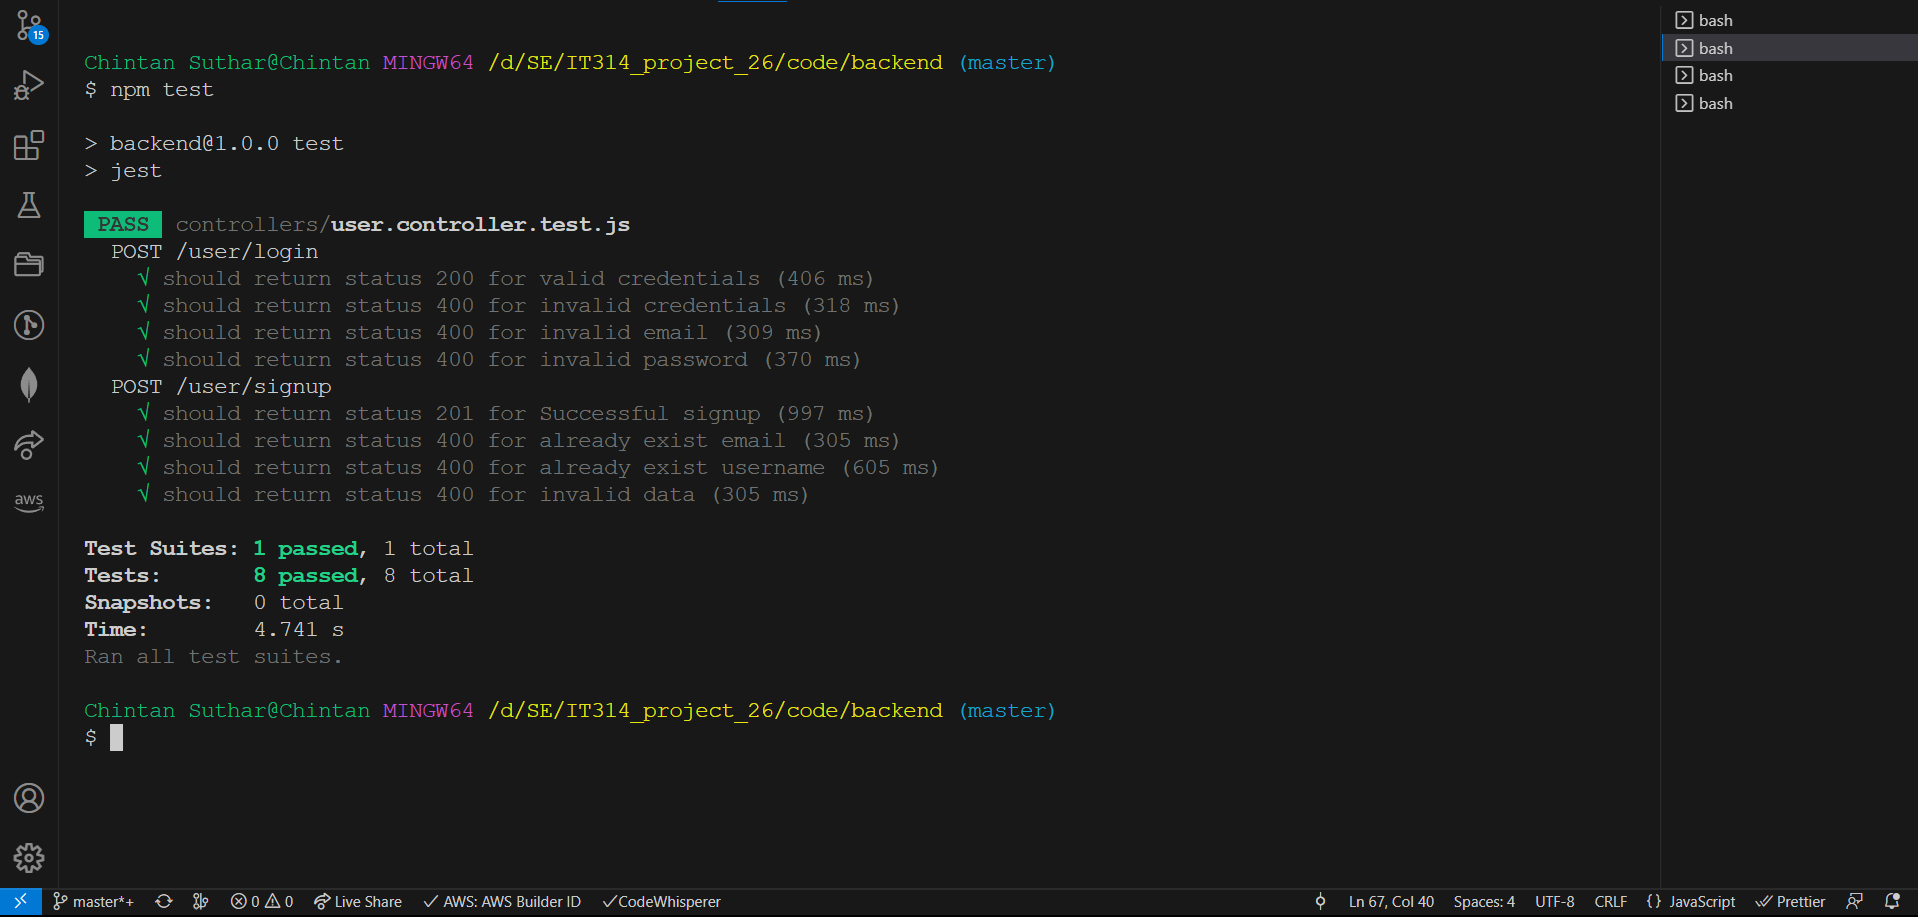 15
aws
Chintan Suthar@Chintan MINGW64 /d/SE/IT314_project_26/code/backend (master)
$ npm test
> backend@1.0.0 test
> jest
PASS controllers/user.controller.test.js
POST /user/login
√ should return status 200 for valid credentials (406 ms)
√ should return status 400 for invalid credentials (318 ms)
√ should return status 400 for invalid email (309 ms)
√ should return status 400 for invalid password (370 ms)
POST /user/signup
√ should return status 201 for Successful signup (997 ms)
√ should return status 400 for already exist email (305 ms)
√ should return status 400 for already exist username (605 ms)
√ should return status 400 for invalid data (305 ms)
Test Suites: 1 passed, 1 total
Tests: 8 passed, 8 total
Snapshots: 0 total
Time: 4.741 s
Ran all test suites.
Chintan Suthar@Chintan MINGW64 /d/SE/IT314_project_26/code/backend (master)
$
bash
bash
bash
bash
master*+ 0 0 Live Share AWS: AWS Builder ID CodeWhisperer Ln 67, Col 40 Spaces: 4 UTF-8 CRLF {} JavaScript Prettier